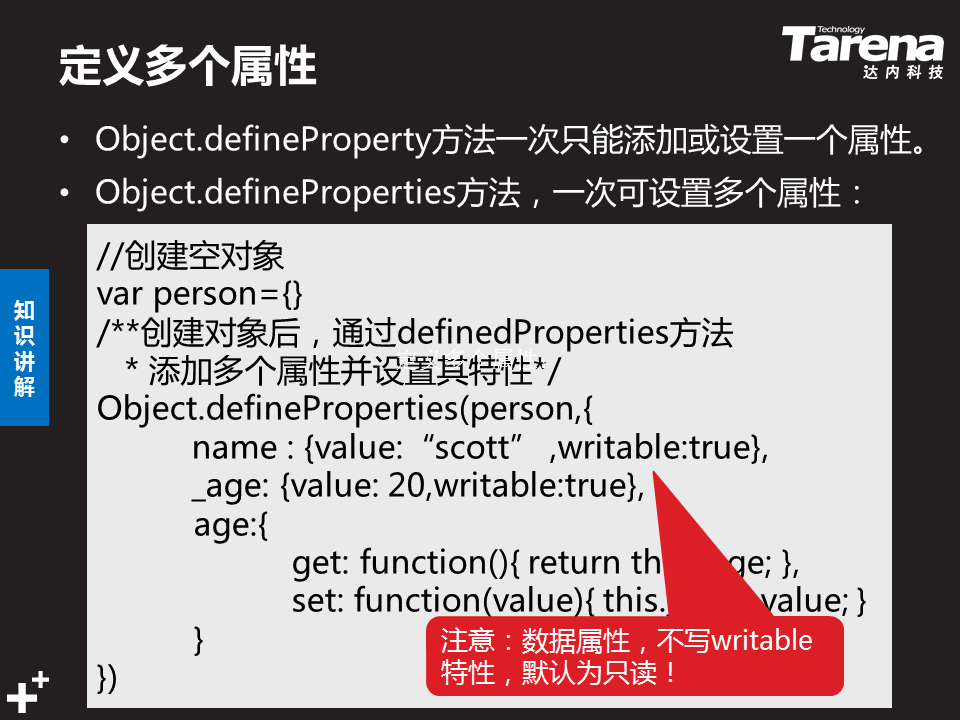 定义多个属性
Technology
Tarena
达内科技
• Object.defineProperty方法一次只能添加或设置一个属性。
• Object.defineProperties方法，一次可设置多个属性：
知识讲解
//创建空对象
var person={}
/**创建对象后，通过definedProperties方法
* 添加多个属性并设置其特性*/
定义多个属性
Object.defineProperties(person,{
name : {value:“scott” ,writable:true},
_age: {value: 20,writable:true},
age:{
get: function(){ return th ge; },
set: function(value){ this. value; }
}
})
注意：数据属性，不写writable
特性，默认为只读！